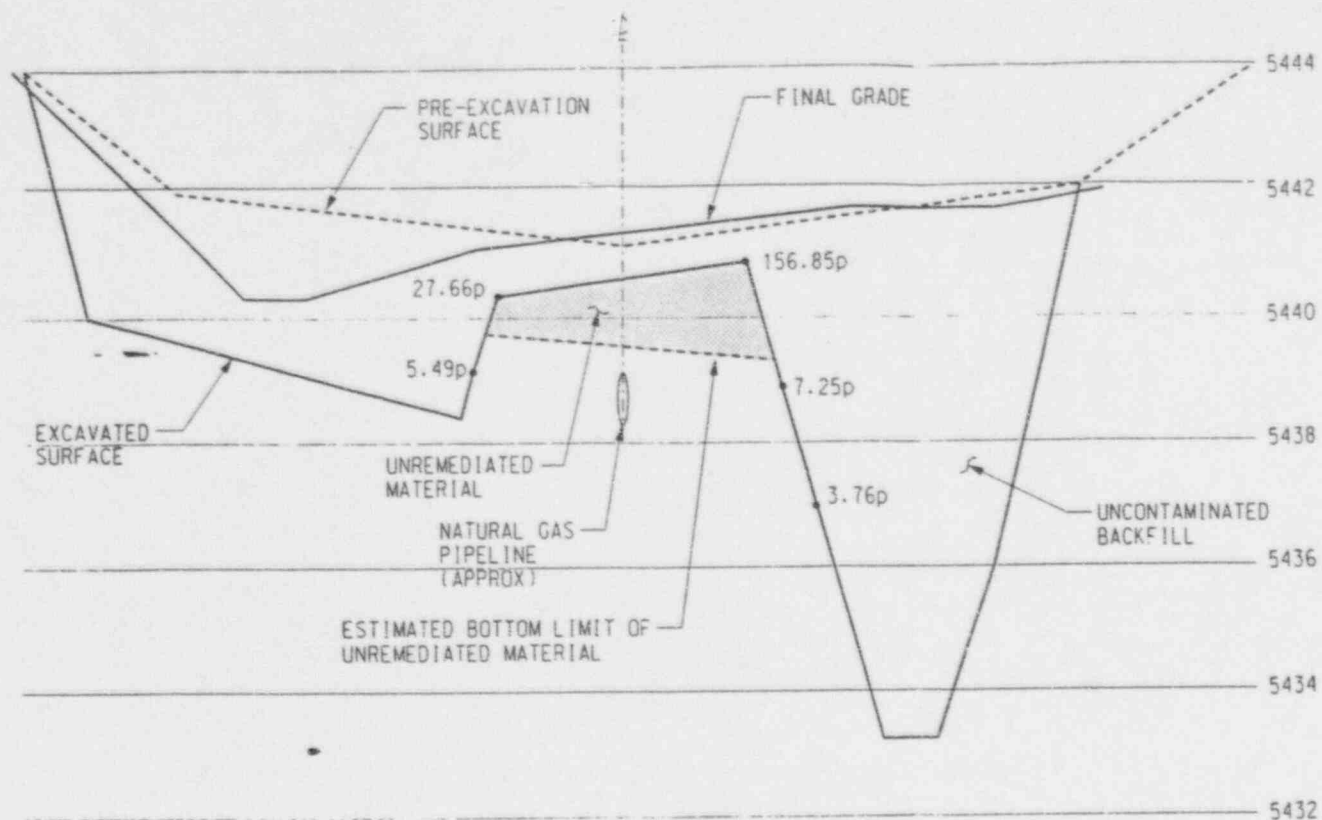 5444
PRE-EXCAVATION
SURFACE
FINAL GRADE
5442
27.66p
156.85p
5440
5.49p
7.25p
EXCAVATED
SURFACE
5438
UNREMEDIATED
MATERIAL
3.76p
NATURAL GAS
PIPELINE
(APPROX)
UNCONTAMINATED
BACKFILL
5436
ESTIMATED BOTTOM LIMIT OF
UNREMEDIATED MATERIAL
5434
5432